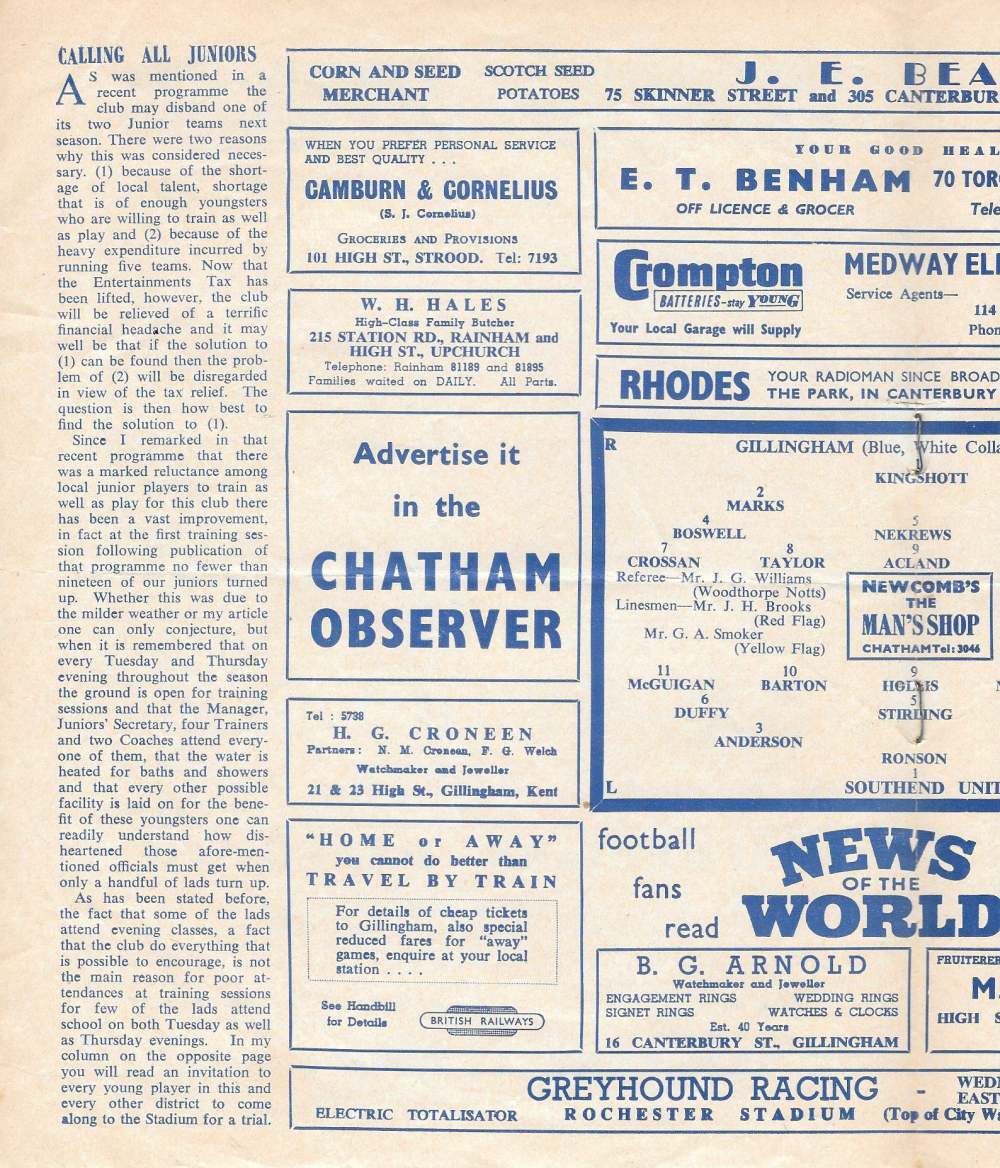 CALLING ALL JUNIORS
AS was mentioned in a
recent programme the
club may disband one of
its two Junior teams next
season. There were two reasons
why this was considered neces-
sary. (1) because of the short-
age of local talent, shortage
that is of enough youngsters
who are willing to train as well
as play and (2) because of the
heavy expenditure incurred by
running five teams. Now that
the Entertainments Tax has
been lifted, however, the club
will be relieved of a terrific
financial headache and it may
well be that if the solution to
(1) can be found then the prob-
lem of (2) will be disregarded
in view of the tax relief. The
question is then how best to
find the solution to (1).
Since I remarked in that
recent programme that there
was a marked reluctance among
local junior players to train as
well as play for this club there
has been a vast improvement,
in fact at the first training ses-
sion following publication of
that programme no fewer than
nineteen of our juniors turned
up. Whether this was due to
the milder weather or my article
one can only conjecture, but
when it is remembered that on
every Tuesday and Thursday
evening throughout the season
the ground is open for training
sessions and that the Manager,
Juniors' Secretary, four Trainers
and two Coaches attend every-
one of them, that the water is
heated for baths and showers
and that every other possible
facility is laid on for the bene-
fit of these youngsters one can
readily understand how dis-
heartened those afore-men-
tioned officials must get when
only a handful of lads turn up.
As has been stated before,
the fact that some of the lads
attend evening classes, a fact
that the club do everything that
is possible to encourage, is not
the main reason for poor at-
tendances at training sessions
for few of the lads attend
school on both Tuesday as well
as Thursday evenings. In my
column on the opposite page
you will read an invitation to
every young player in this and
every other district to come
along to the Stadium for a trial.
CORN AND SEED MERCHANT
SCOTCH SEED POTATOES
J. E. BEA
75 SKINNER STREET and 305 CANTERBUR
WHEN YOU PREFER PERSONAL SERVICE
AND BEST QUALITY . . .
CAMBURN & CORNELIUS
(S. J. Cornelius)
GROCERIES AND PROVISIONS
101 HIGH ST., STROOD. Tel: 7193
W. H. HALES
High-Class Family Butcher
215 STATION RD., RAINHAM and
HIGH ST., UPCHURCH
Telephone: Rainham 81189 and 81895
Families waited on DAILY. All Parts.
Advertise it
in the
CHATHAM
OBSERVER
Tel : 5738
H. G. CRONEEN
Partners: N. M. Croneen, F. G. Welch
Watchmaker and Jeweller
21 & 23 High St., Gillingham, Kent
"HOME or AWAY"
you cannot do better than
TRAVEL BY TRAIN
For details of cheap tickets
to Gillingham, also special
reduced fares for "away"
games, enquire at your local
station . . . .
See Handbill
for Details
BRITISH RAILWAYS
YOUR GOOD HEAL
E. T. BENHAM 70 TOR
OFF LICENCE & GROCER Tele
Crompton
BATTERIES-stay YOUNG
Your Local Garage will Supply
MEDWAY EL
Service Agents—
114
Phon
RHODES
YOUR RADIOMAN SINCE BROAD
THE PARK, IN CANTERBURY
R GILLINGHAM (Blue, White Colla
KINGSHOTT
2
MARKS
4 5
BOSWELL NEKREWS
7 8 9
CROSSAN TAYLOR ACLAND
Referee—Mr. J. G. Williams
(Woodthorpe Notts)
Linesmen—Mr. J. H. Brooks
(Red Flag)
Mr. G. A. Smoker
(Yellow Flag)
NEWCOMB'S
THE
MAN'S SHOP
CHATHAM Tel: 3046
11 10 9
McGUIGAN BARTON HOLLIS
6 5
DUFFY STIRLING
3
ANDERSON
RONSON
1
L SOUTHEND UNIT
football
fans
read
NEWS
OF THE
WORLD
B. G. ARNOLD
Watchmaker and Jeweller
ENGAGEMENT RINGS WEDDING RINGS
SIGNET RINGS WATCHES & CLOCKS
Est. 40 Years
16 CANTERBURY ST., GILLINGHAM
FRUITERER
M.
HIGH S
GREYHOUND RACING - WED
EAST
ELECTRIC TOTALISATOR ROCHESTER STADIUM (Top of City Wa